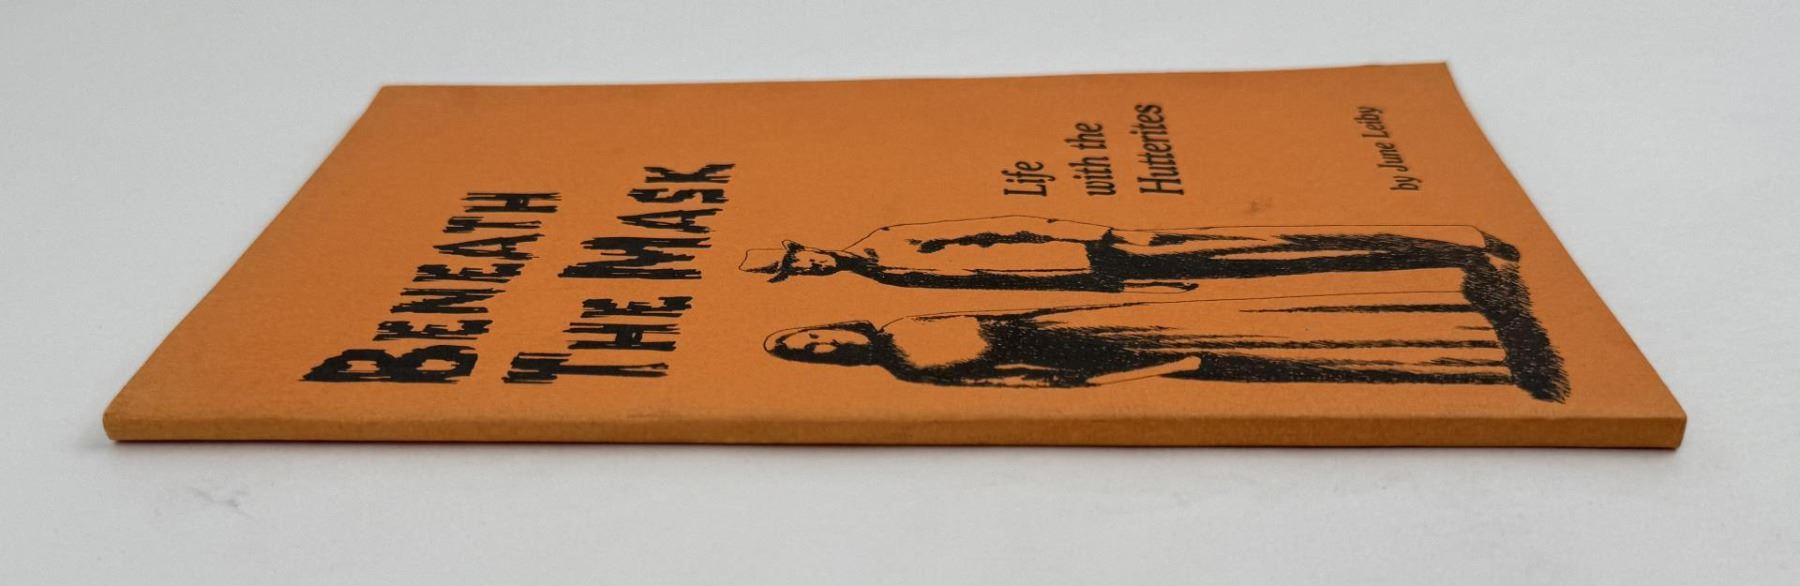 BENEATH
THE MASK
Life
with the
Hutterites
by June Leiby